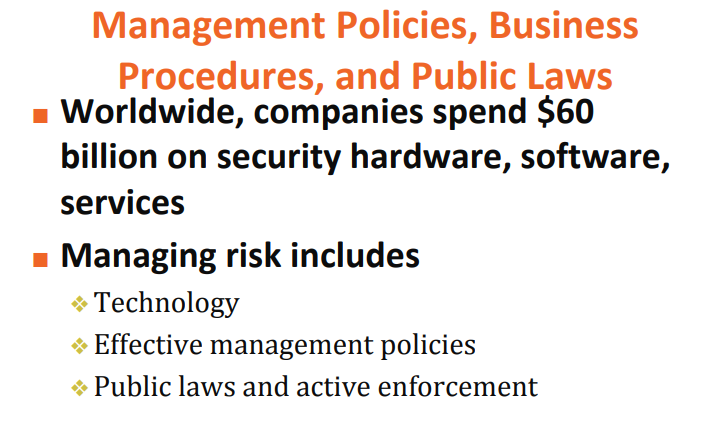 Management Policies, Business
Procedures, and Public Laws
Worldwide, companies spend $60
billion on security hardware, software,
services
Managing risk includes
Technology
Effective management policies
Public laws and active enforcement